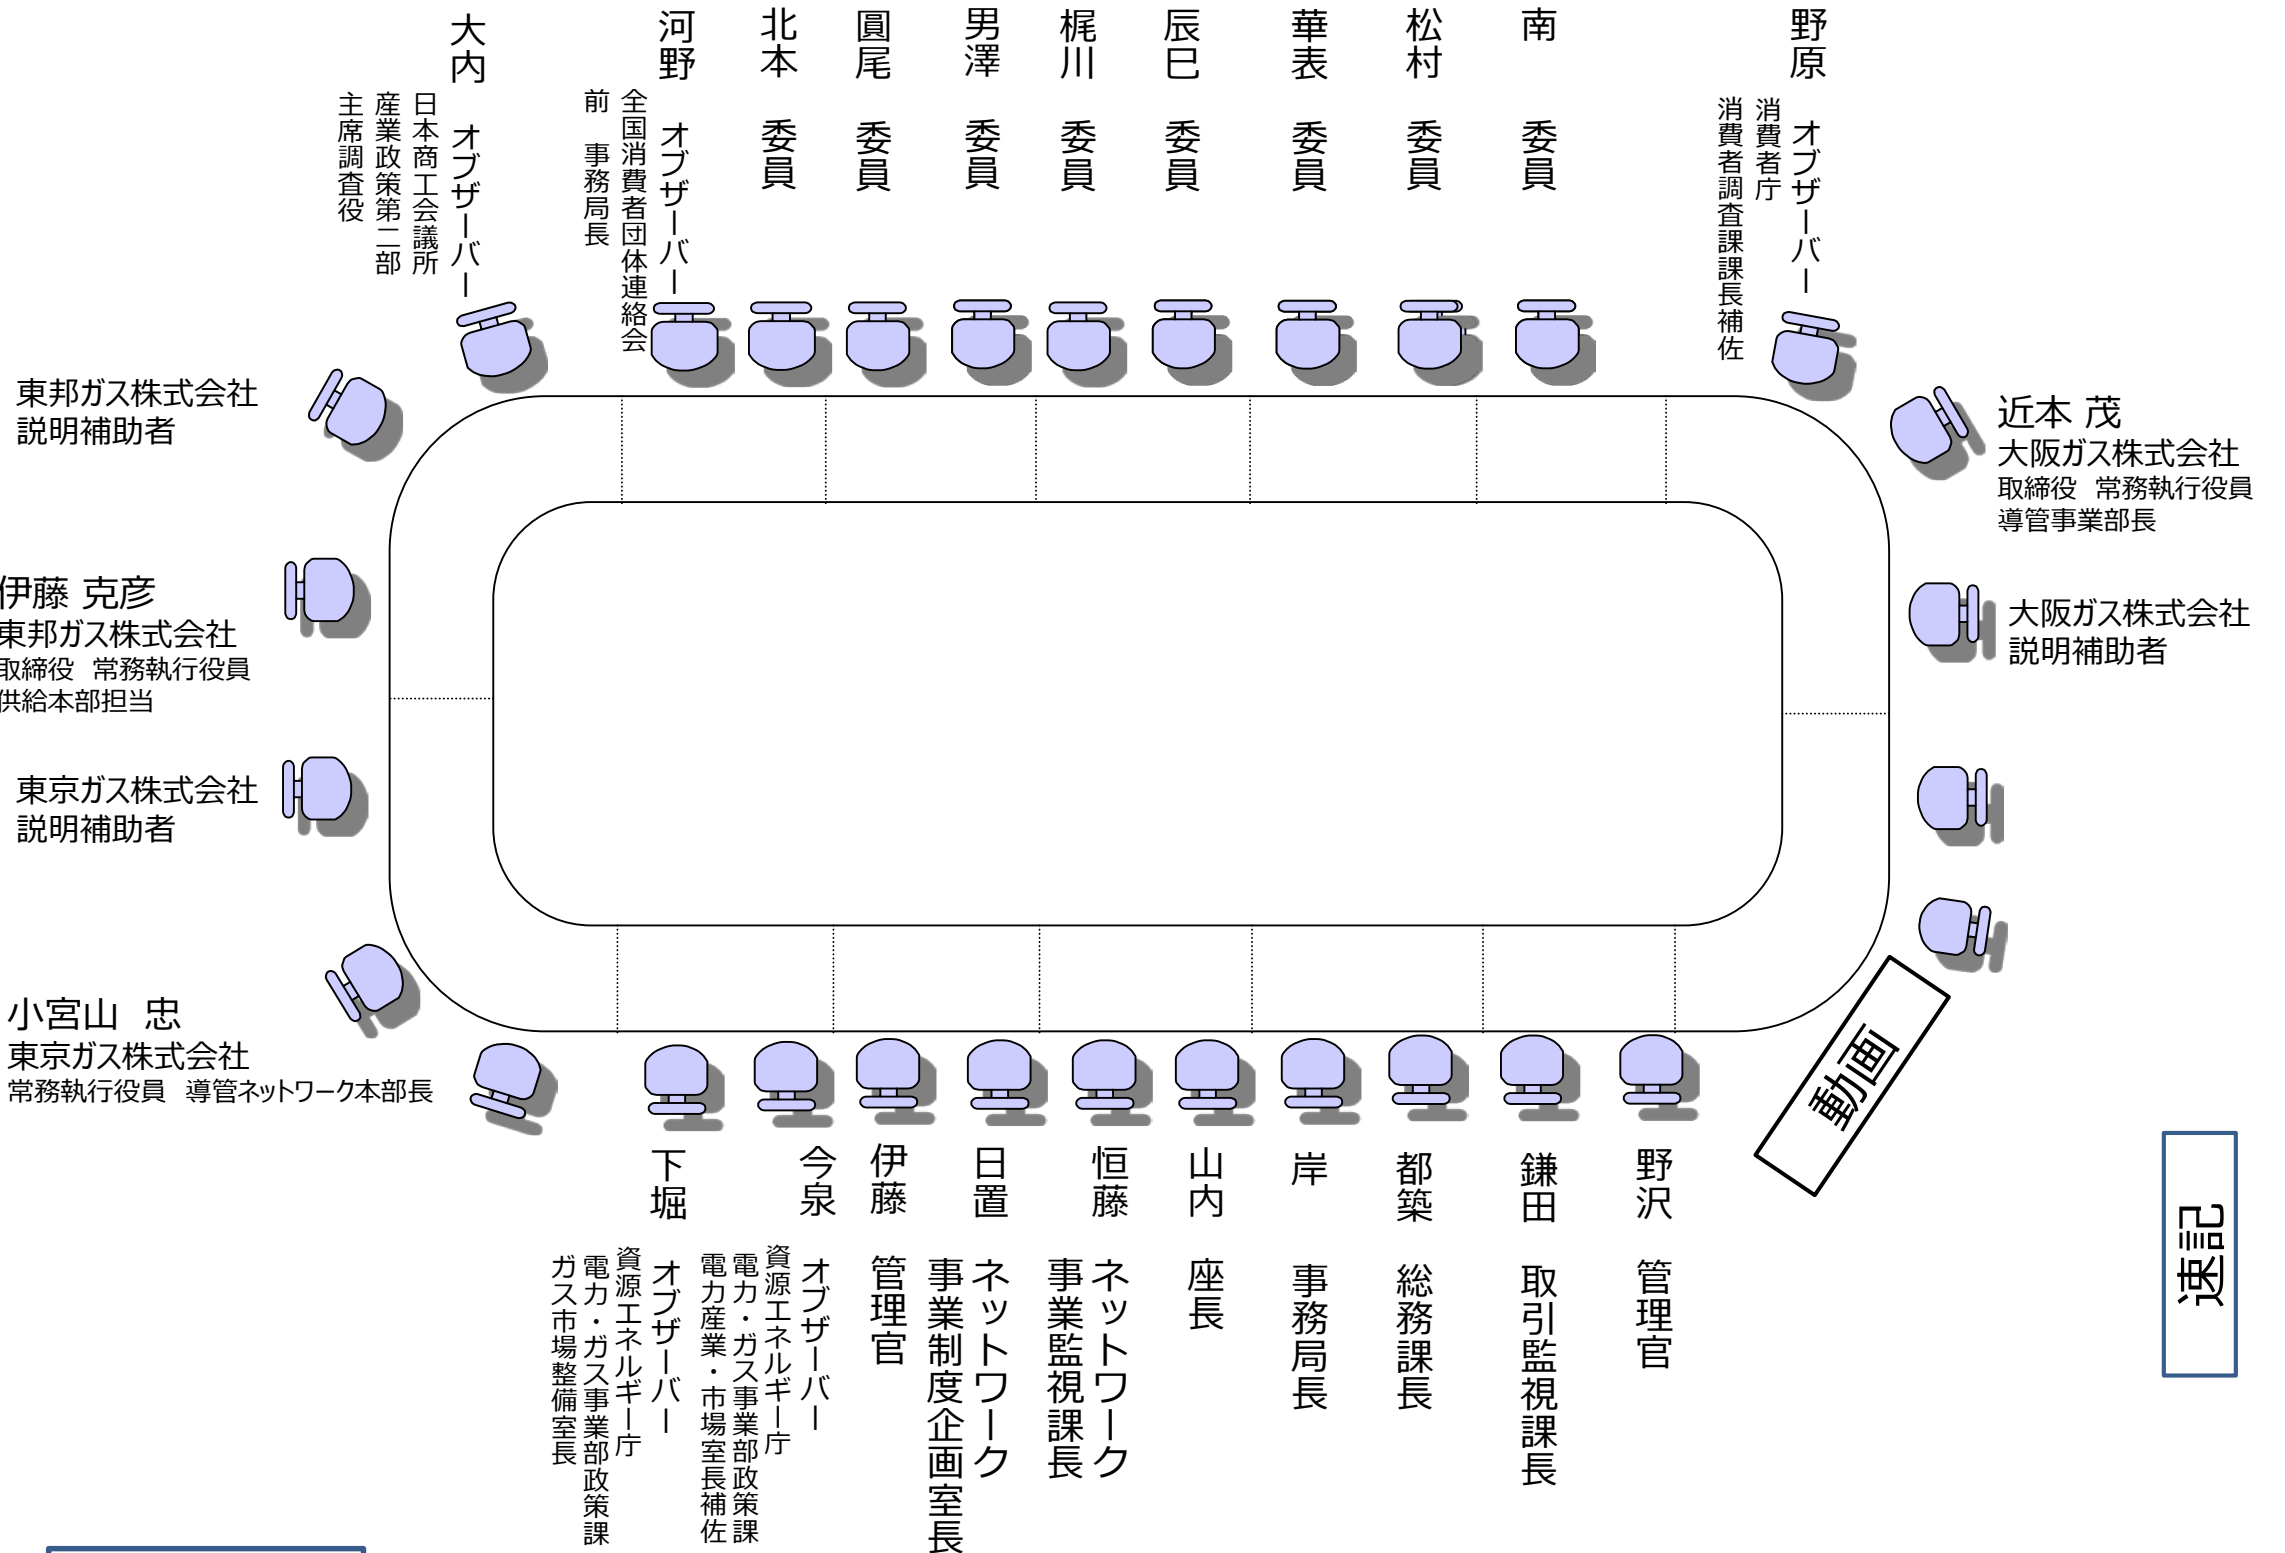 大内　オブザーバー
日本商工会議所
産業政策第二部
主席調査役
河野　オブザーバー
全国消費者団体連絡会
前　事務局長
北本　委員
圓尾　委員
男澤　委員
梶川　委員
辰巳　委員
華表　委員
松村　委員
南　委員
野原　オブザーバー
消費者庁
消費者調査課課長補佐
東邦ガス株式会社
説明補助者
近本 茂
大阪ガス株式会社
取締役　常務執行役員
導管事業部長
伊藤 克彦
東邦ガス株式会社
取締役　常務執行役員
供給本部担当
大阪ガス株式会社
説明補助者
東京ガス株式会社
説明補助者
小宮山　忠
東京ガス株式会社
常務執行役員　導管ネットワーク本部長
下堀　オブザーバー
資源エネルギー庁
電力・ガス事業部政策課
ガス市場整備室長
今泉　オブザーバー
資源エネルギー庁
電力・ガス事業部政策課
電力産業・市場室長補佐
伊藤　管理官
日置　ネットワーク
事業制度企画室長
恒藤　ネットワーク
事業監視課長
山内　座長
岸　事務局長
都築　総務課長
鎌田　取引監視課長
野沢　管理官
動画
速記